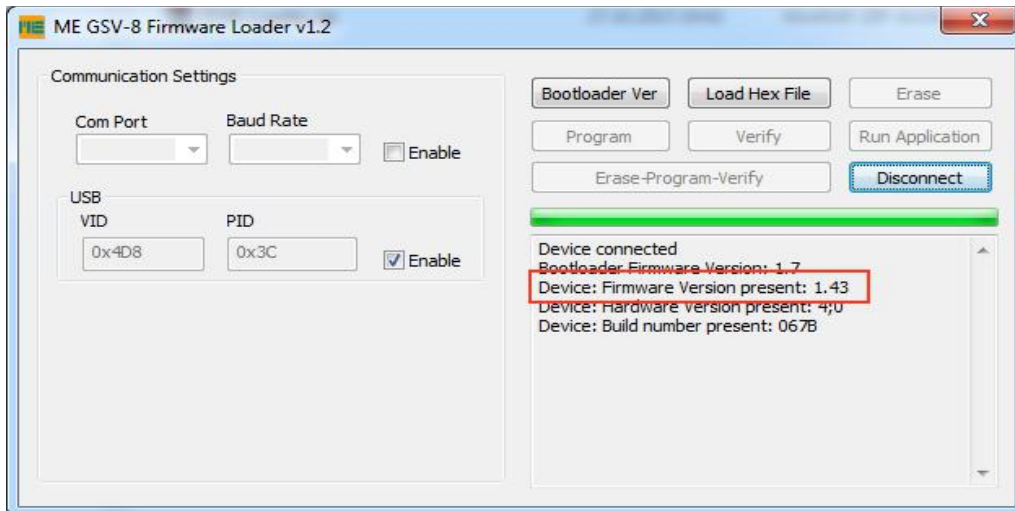 ME GSV-8 Firmware Loader v1.2
Communication Settings
Com Port
Baud Rate
Enable
USB
VID
PID
0x4D8
0x3C
Enable
Bootloader Ver
Load Hex File
Erase
Program
Verify
Run Application
Erase-Program-Verify
Disconnect
Device connected
Bootloader Firmware Version: 1.7
Device: Firmware Version present: 1.43
Device: Hardware Version present: 4;0
Device: Build number present: 067B